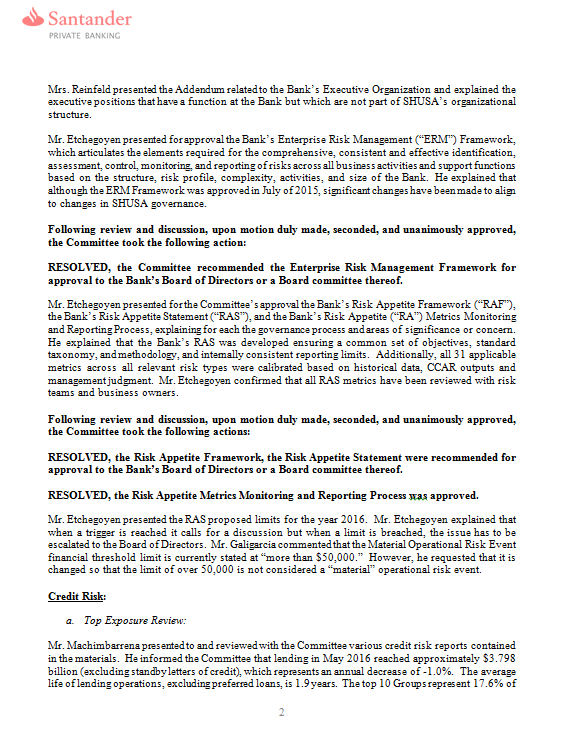 Santander
PRIVATE BANKING
Mrs. Reinfeld presented the Addendum related to the Bank's Executive Organization and explained the
executive positions that have a function at the Bank but which are not part of SHUSA's organizational
structure.
Mr. Etchegoyen presented for approval the Bank's Enterprise Risk Management ("ERM") Framework,
which articulates the elements required for the comprehensive, consistent and effective identification,
assessment, control, monitoring, and reporting of risks across all business activities and support functions
based on the structure, risk profile, complexity, activities, and size of the Bank. He explained that
although the ERM Framework was approved in July of 2015, significant changes have been made to align
to changes in SHUSA governance.
Following review and discussion, upon motion duly made, seconded, and unanimously approved,
the Committee took the following action:
RESOLVED, the Committee recommended the Enterprise Risk Management Framework for
approval to the Bank's Board of Directors or a Board committee thereof.
Mr. Etchegoyen presented for the Committee's approval the Bank's Risk Appetite Framework ("RAF"),
the Bank's Risk Appetite Statement ("RAS"), and the Bank's Risk Appetite ("RA") Metrics Monitoring
and Reporting Process, explaining for each the governance process and areas of significance or concern.
He explained that the Bank's RAS was developed ensuring a common set of objectives, standard
taxonomy, and methodology, and internally consistent reporting limits. Additionally, all 31 applicable
metrics across all relevant risk types were calibrated based on historical data, CCAR outputs and
management judgment. Mr. Etchegoyen confirmed that all RAS metrics have been reviewed with risk
teams and business owners.
Following review and discussion, upon motion duly made, seconded, and unanimously approved,
the Committee took the following actions:
RESOLVED, the Risk Appetite Framework, the Risk Appetite Statement were recommended for
approval to the Bank's Board of Directors or a Board committee thereof.
RESOLVED, the Risk Appetite Metrics Monitoring and Reporting Process was approved.
Mr. Etchegoyen presented the RAS proposed limits for the year 2016. Mr. Etchegoyen explained that
when a trigger is reached it calls for a discussion but when a limit is breached, the issue has to be
escalated to the Board of Directors. Mr. Galigarcia commented that the Material Operational Risk Event
financial threshold limit is currently stated at "more than $50,000." However, he requested that it is
changed so that the limit of over 50,000 is not considered a "material" operational risk event.
Credit Risk:
a. Top Exposure Review:
Mr. Machimbarrena presented to and reviewed with the Committee various credit risk reports contained
in the materials. He informed the Committee that lending in May 2016 reached approximately $3.798
billion (excluding standby letters of credit), which represents an annual decrease of -1.0%. The average
life of lending operations, excluding preferred loans, is 1.9 years. The top 10 Groups represent 17.6% of
2